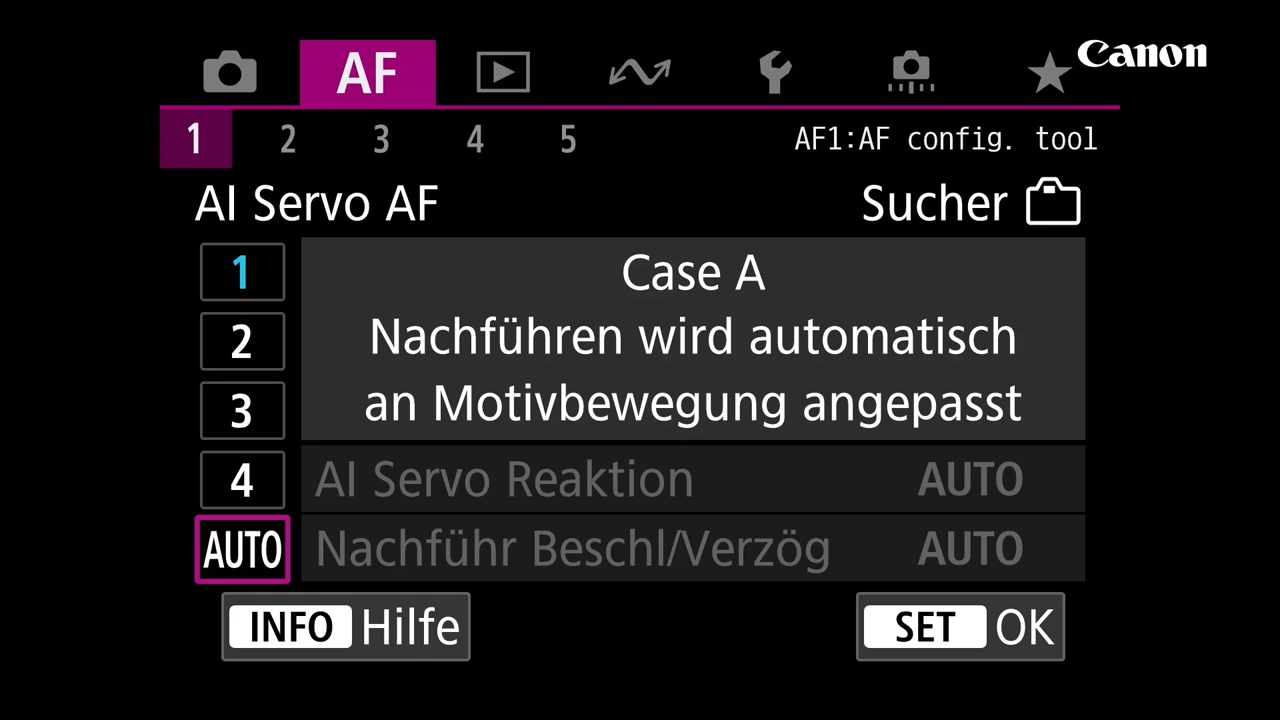 Canon
AF
1 2 3 4 5 AF1:AF config. tool
AI Servo AF Sucher
1
Case A
2
Nachführen wird automatisch
3
an Motivbewegung angepasst
4
AI Servo Reaktion AUTO
AUTO
Nachführ Beschl/Verzög AUTO
INFO Hilfe
SET OK